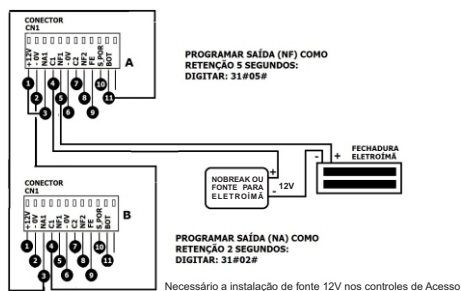 CONECTOR
CN1
+12V
- 0V
NA1
C1
NF1
- 0V
C2
NF2
FE
S_POR
BOT
A
1
2
3
4
5
6
7
8
9
10
11
PROGRAMAR SAÍDA (NF) COMO
RETENÇÃO 5 SEGUNDOS:
DIGITAR: 31#05#
FECHADURA
ELETROÍMÃ
- +
NOBREAK OU
FONTE PARA
ELETROÍMÃ
+
- 12V
CONECTOR
CN1
+12V
- 0V
NA1
C1
NF1
- 0V
C2
NF2
FE
S_POR
BOT
B
1
2
3
4
5
6
7
8
9
10
11
PROGRAMAR SAÍDA (NA) COMO
RETENÇÃO 2 SEGUNDOS:
DIGITAR: 31#02#
Necessário a instalação de fonte 12V nos controles de Acesso